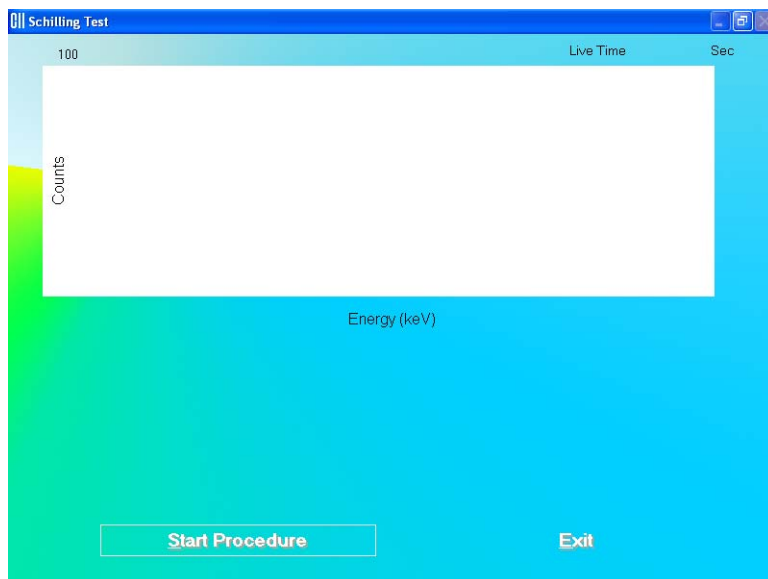 Schilling Test
100
Live Time Sec
Counts
Energy (keV)
Start Procedure Exit